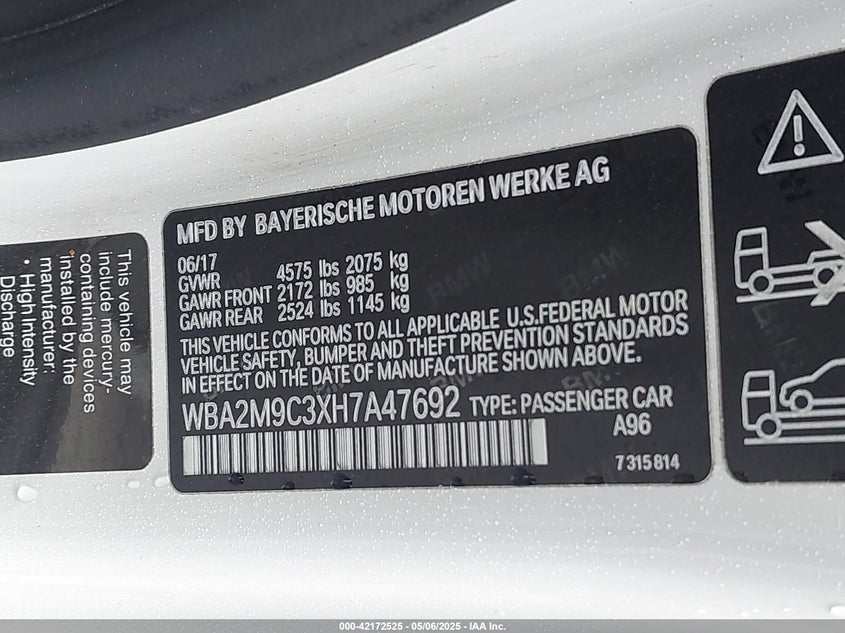 This vehicle may
include mercury-
containing devices
installed by the
manufacturer:
• High Intensity
Discharge
MFD BY BAYERISCHE MOTOREN WERKE AG
06/17
GVWR 4575 lbs 2075 kg
GAWR FRONT 2172 lbs 985 kg
GAWR REAR 2524 lbs 1145 kg
THIS VEHICLE CONFORMS TO ALL APPLICABLE U.S.FEDERAL MOTOR
VEHICLE SAFETY, BUMPER AND THEFT PREVENTION STANDARDS
IN EFFECT ON THE DATE OF MANUFACTURE SHOWN ABOVE.
WBA2M9C3XH7A47692 TYPE: PASSENGER CAR
A96
7 315 814
000-42172525 - 05/06/2025 - IAA Inc.